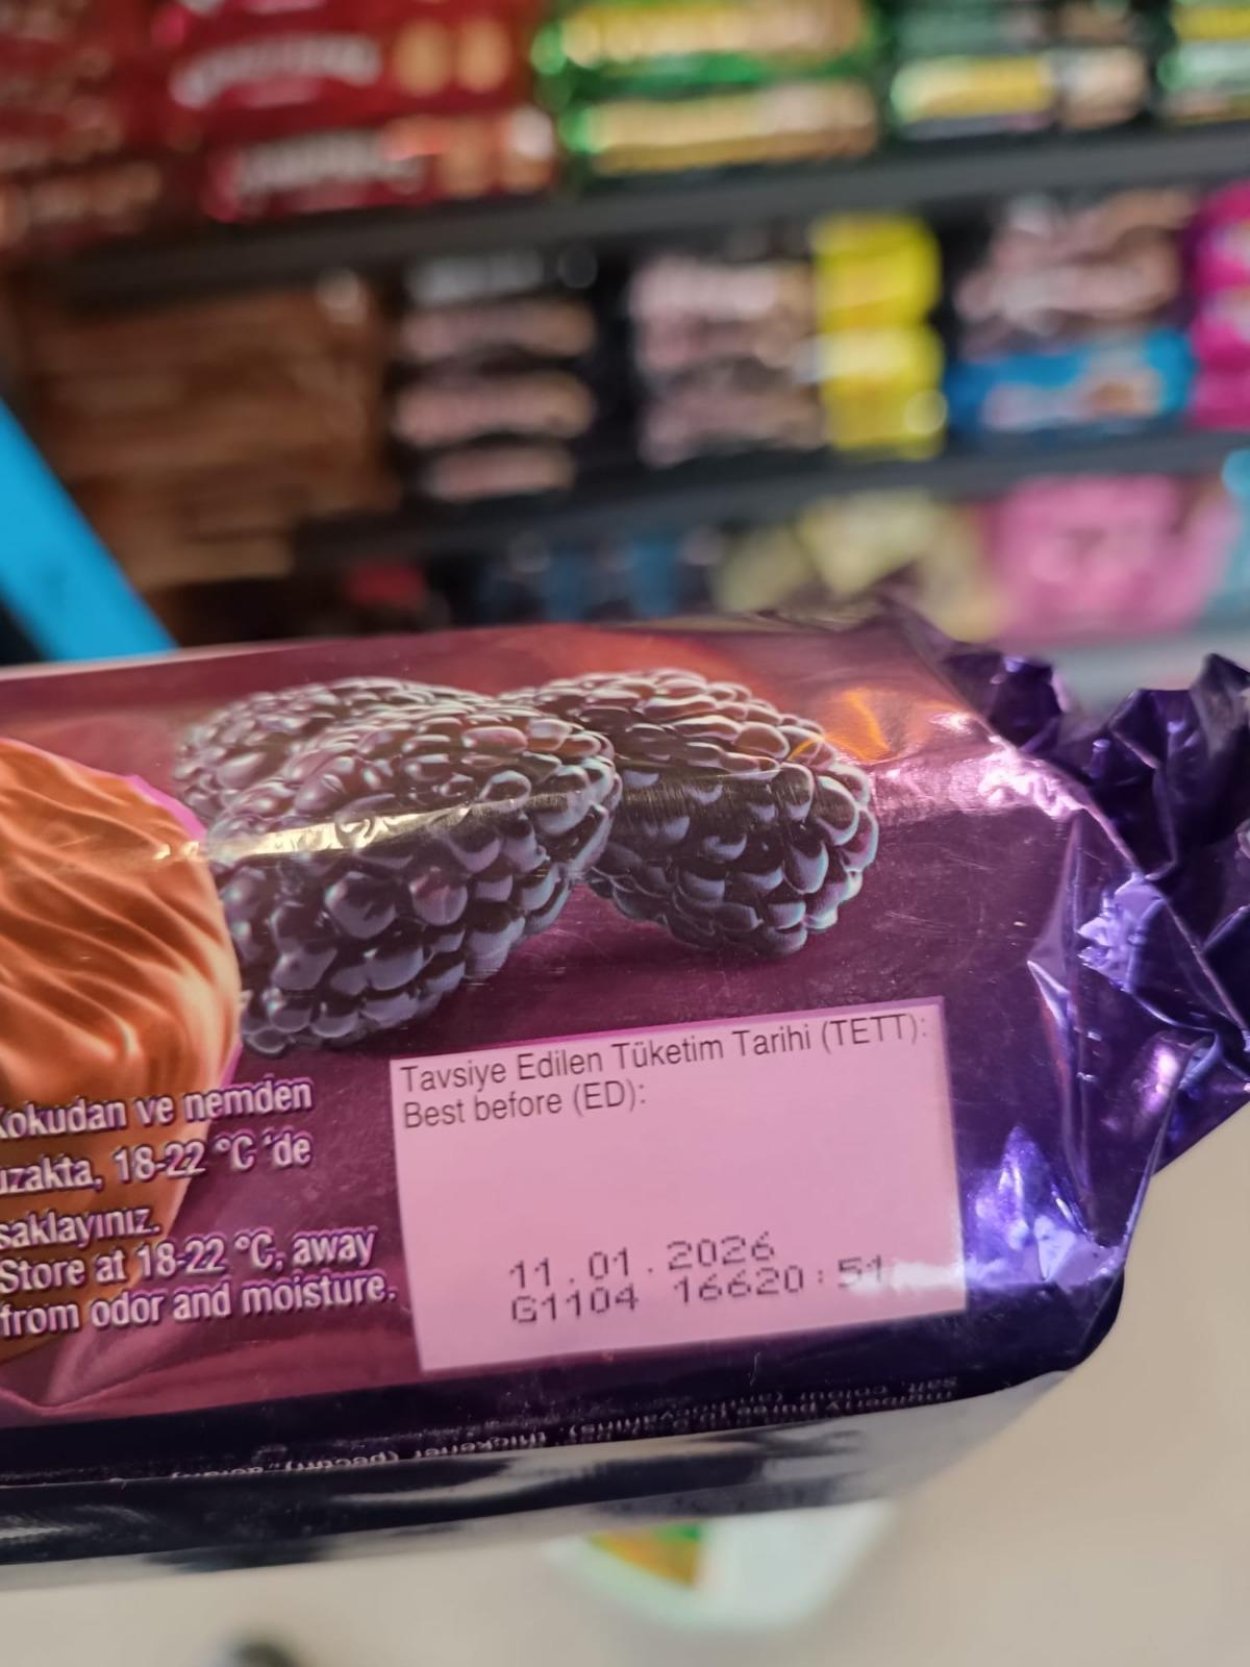 Kokudan ve nemden
uzakta, 18-22 °C 'de
saklayınız.
Store at 18-22 °C, away
from odor and moisture.
Tavsiye Edilen Tüketim Tarihi (TETT):
Best before (ED):
11.01.2026
G1104 16620:51